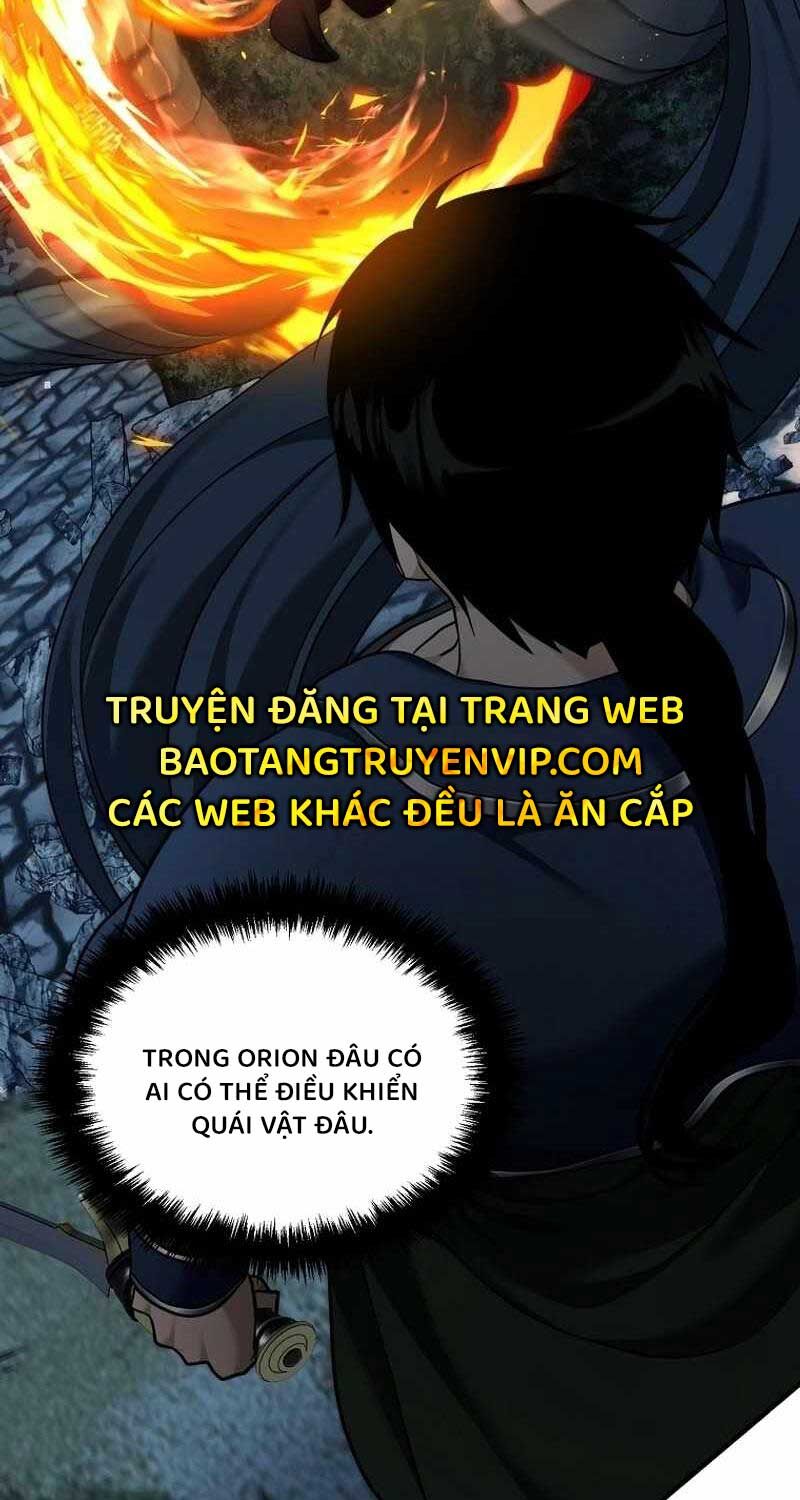 TRUYỆN ĐĂNG TẠI TRANG WEB
BAOTANGTRUYENVIP.COM
CÁC WEB KHÁC ĐỀU LÀ ĂN CẮP
TRONG ORION ĐÂU CÓ
AI CÓ THỂ ĐIỀU KHIỂN
QUÁI VẬT ĐÂU.